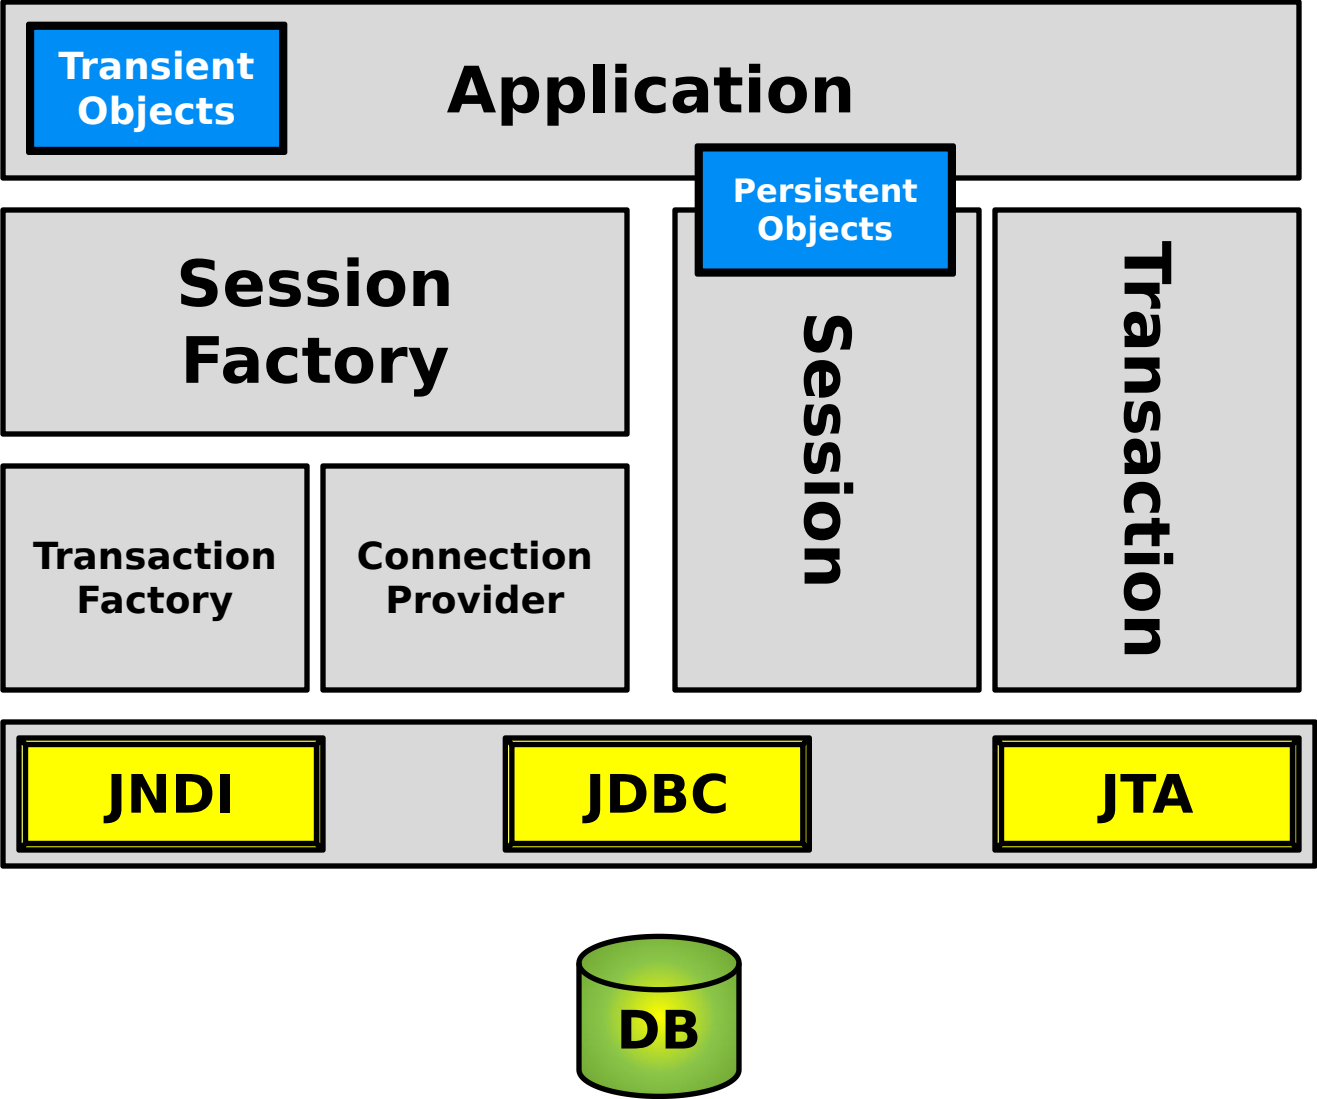 Transient
Objects
Application
Persistent
Objects
Session
Factory
Session
Transaction
Transaction
Factory
Connection
Provider
JNDI
JDBC
JTA
DB